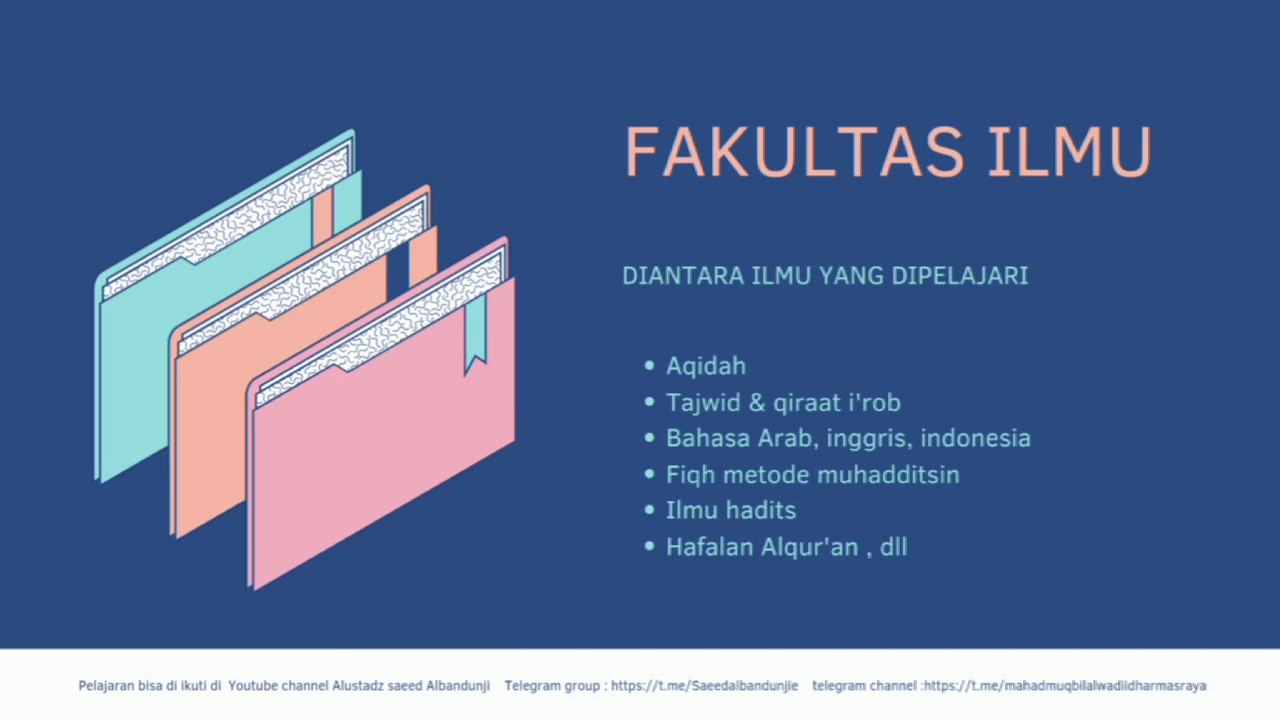 FAKULTAS ILMU
DIANTARA ILMU YANG DIPELAJARI
• Aqidah
• Tajwid & qiraat i'rob
• Bahasa Arab, inggris, indonesia
• Fiqh metode muhadditsin
• Ilmu hadits
• Hafalan Alqur'an , dll
Pelajaran bisa di ikuti di Youtube channel Alustadz saeed Albandunji Telegram group : https://t.me/Saeedalbandunjie telegram channel :https://t.me/mahadmuqbilalwadiidharmasraya